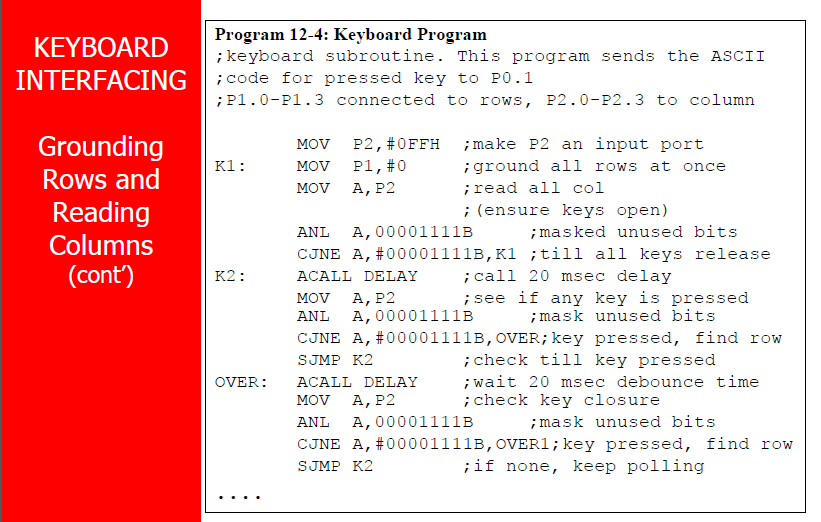 KEYBOARD
INTERFACING
Grounding
Rows and
Reading
Columns
(cont’)
Program 12-4: Keyboard Program
;keyboard subroutine. This program sends the ASCII
;code for pressed key to P0.1
;P1.0-P1.3 connected to rows, P2.0-P2.3 to column
MOV P2,#0FFH ;make P2 an input port
K1: MOV P1,#0 ;ground all rows at once
MOV A,P2 ;read all col
;(ensure keys open)
ANL A,00001111B ;masked unused bits
CJNE A,#00001111B,K1 ;till all keys release
K2: ACALL DELAY ;call 20 msec delay
MOV A,P2 ;see if any key is pressed
ANL A,00001111B ;mask unused bits
CJNE A,#00001111B,OVER;key pressed, find row
SJMP K2 ;check till key pressed
OVER: ACALL DELAY ;wait 20 msec debounce time
MOV A,P2 ;check key closure
ANL A,00001111B ;mask unused bits
CJNE A,#00001111B,OVER1;key pressed, find row
SJMP K2 ;if none, keep polling
....